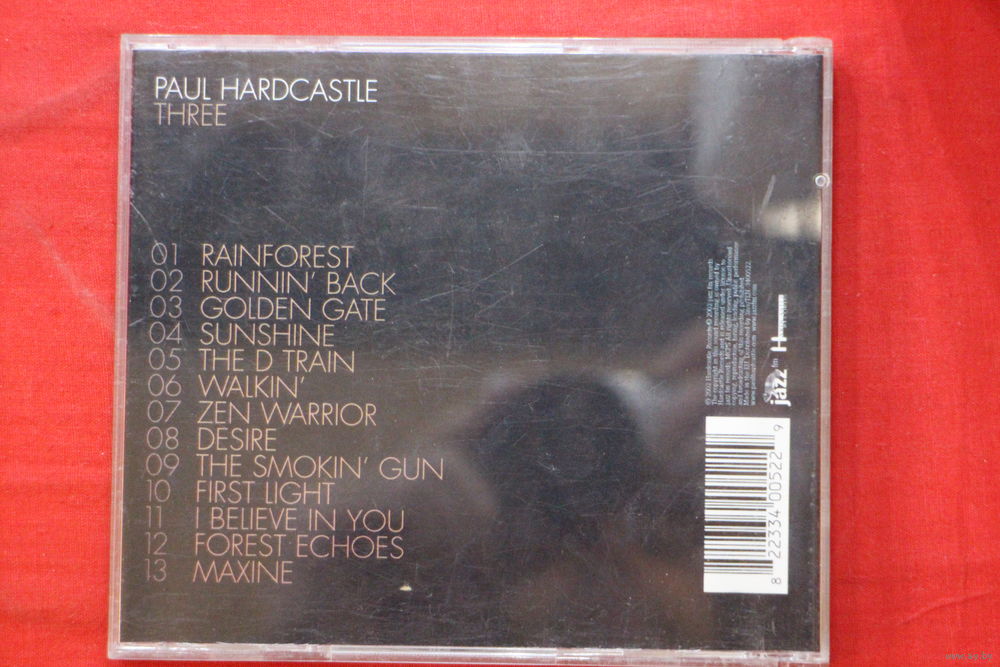 PAUL HARDCASTLE
THREE
01 RAINFOREST
02 RUNNIN' BACK
03 GOLDEN GATE
04 SUNSHINE
05 THE D TRAIN
06 WALKIN'
07 ZEN WARRIOR
08 DESIRE
09 THE SMOKIN' GUN
10 FIRST LIGHT
11 I BELIEVE IN YOU
12 FOREST ECHOES
13 MAXINE
jazz fm
8 22334 00522 9